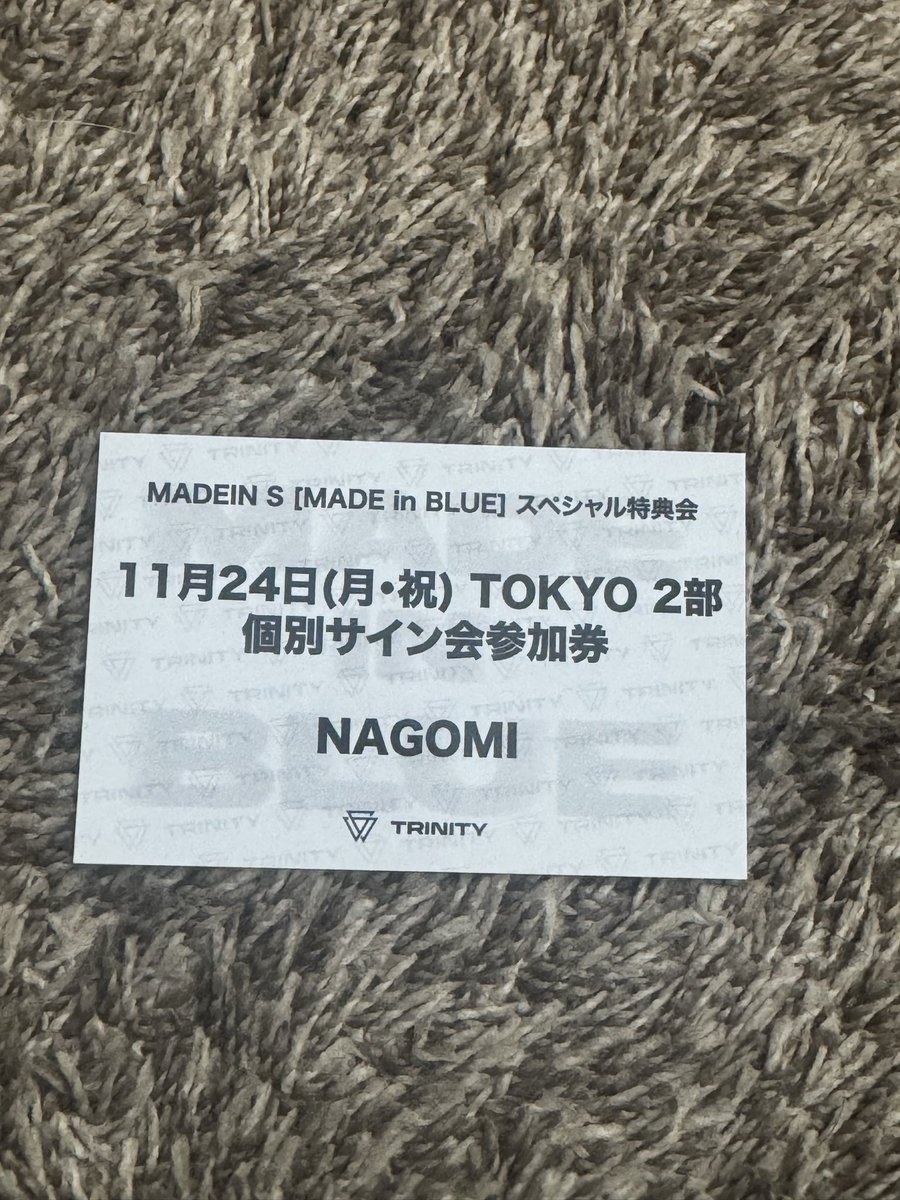 MADEIN S [MADE in BLUE] スペシャル特典会
11月24日(月・祝) TOKYO 2部
個別サイン会参加券
NAGOMI
TRINITY